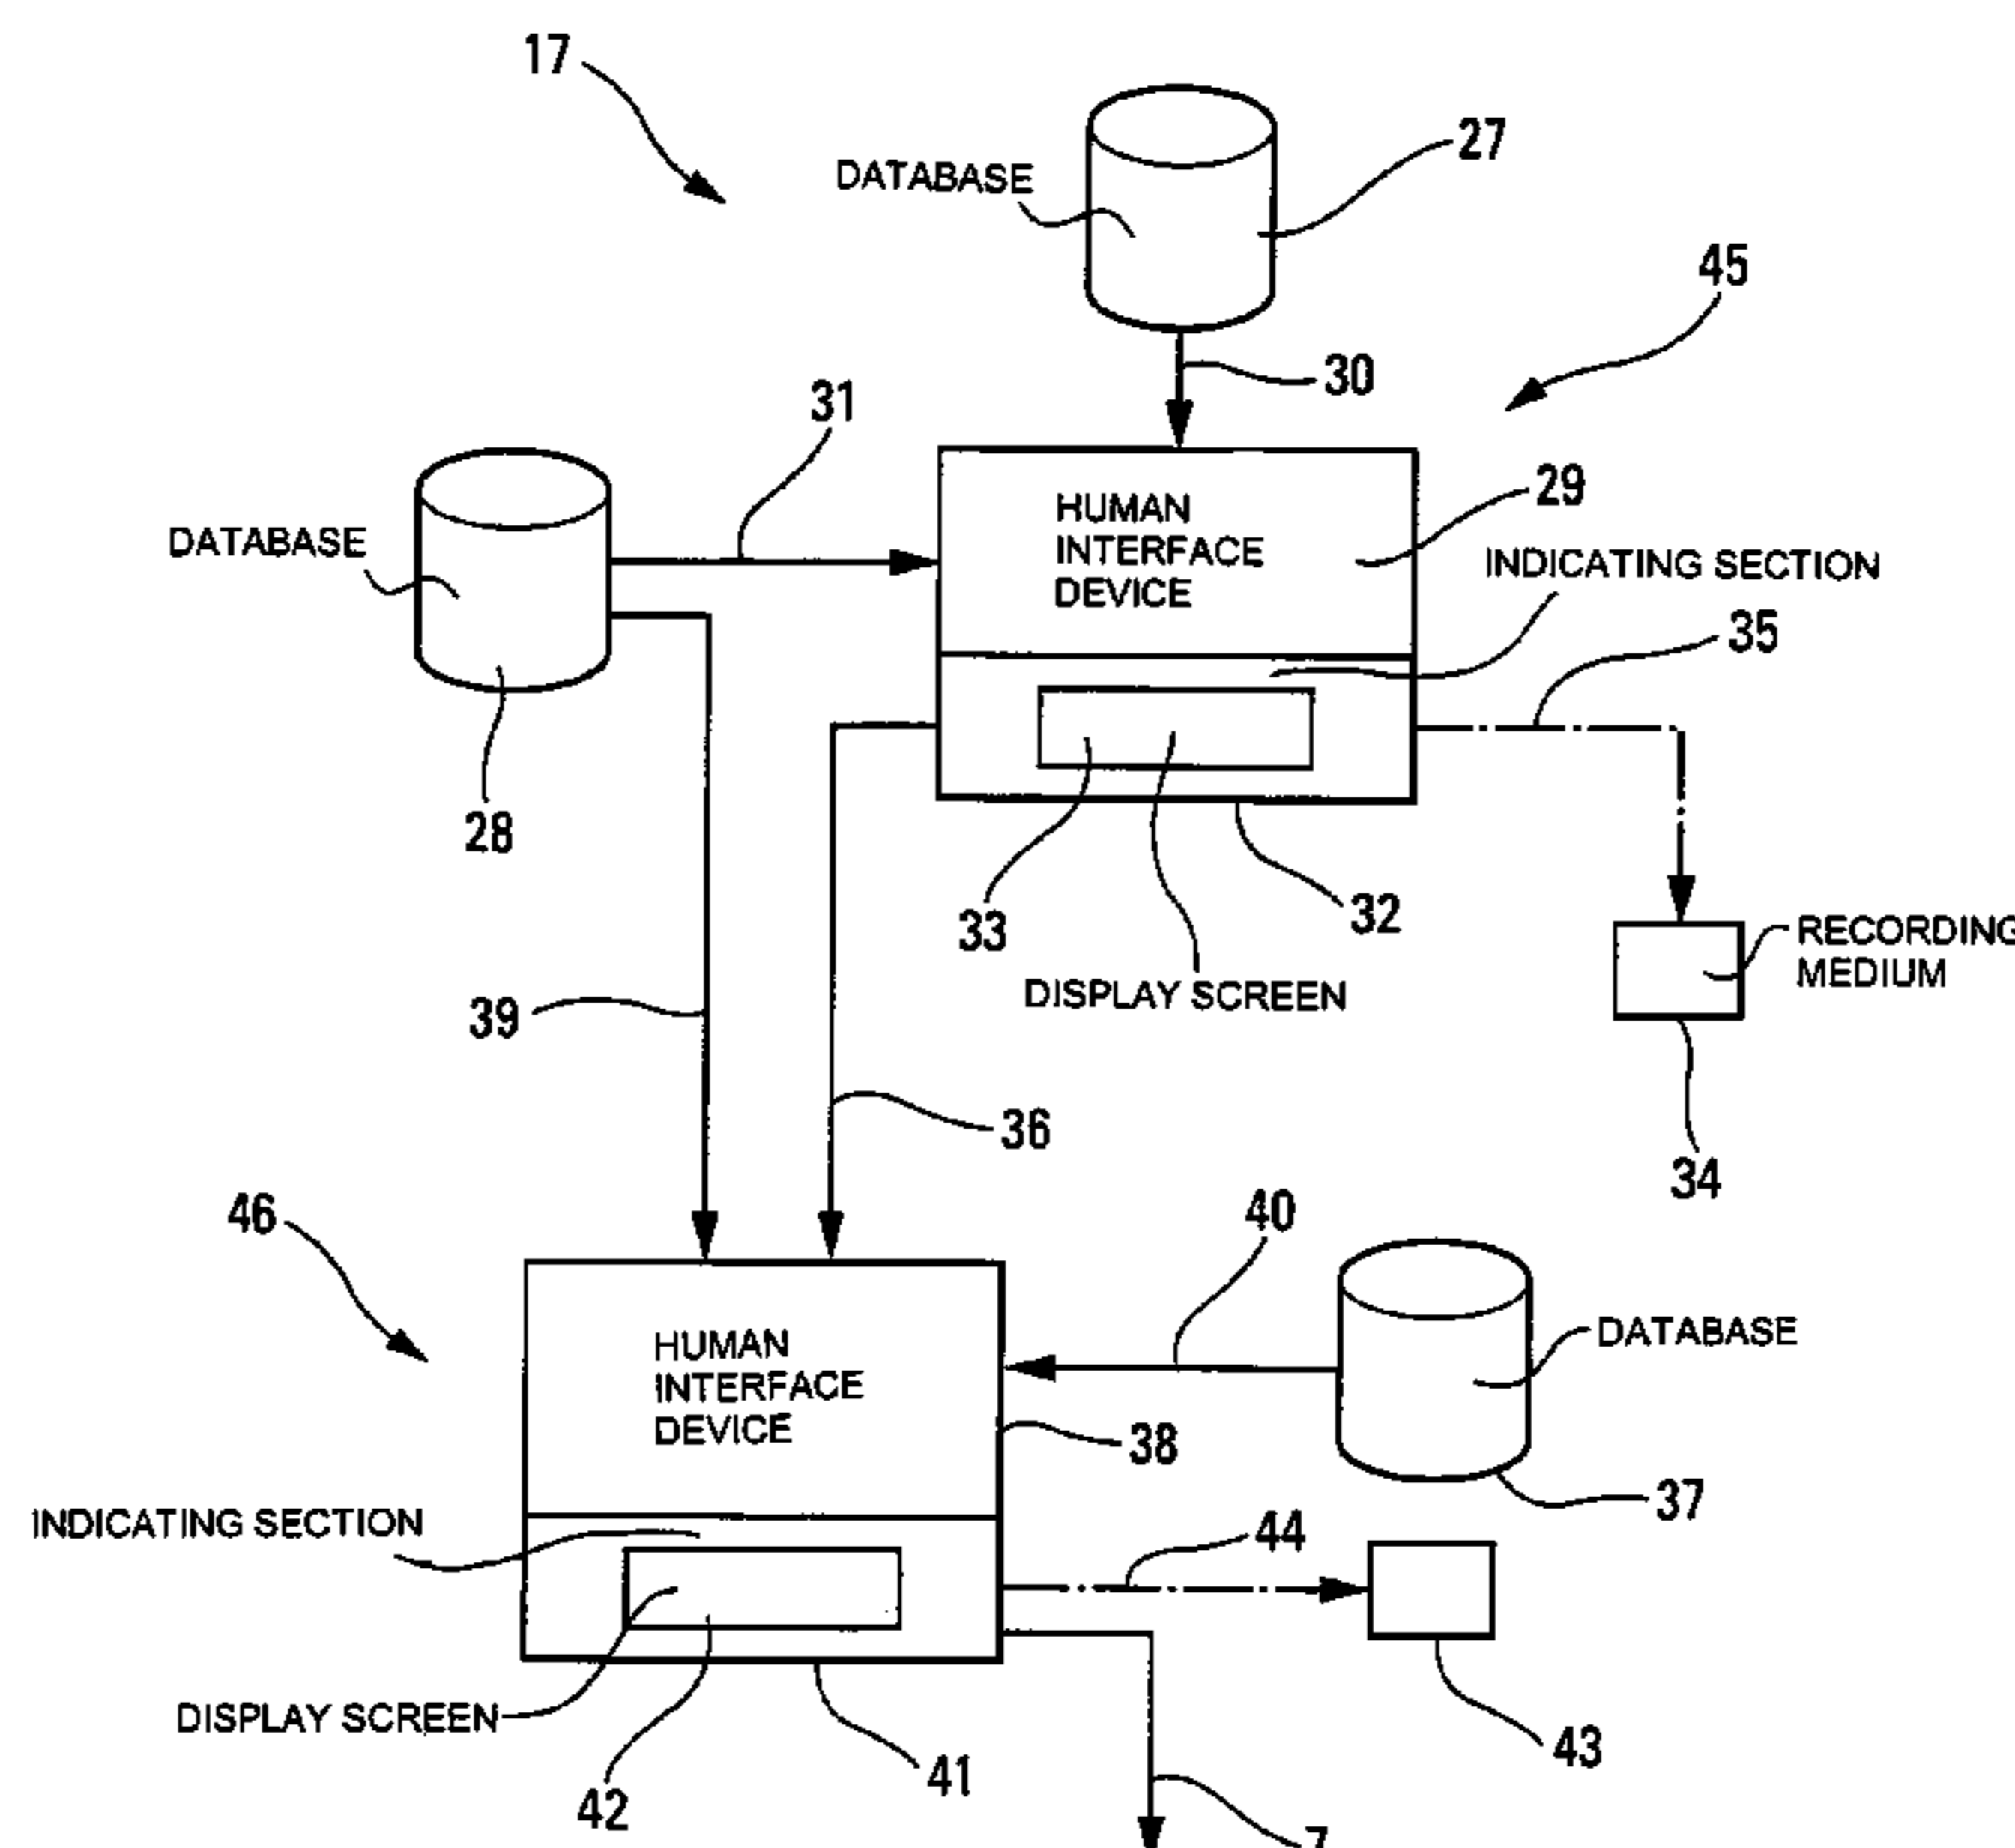 17
27
DATABASE
45
30
31
HUMAN
INTERFACE
DEVICE
29
DATABASE
INDICATING SECTION
35
28
33
32
DISPLAY SCREEN
RECORDING
MEDIUM
39
36
34
46
40
HUMAN
INTERFACE
DEVICE
DATABASE
38
37
INDICATING SECTION
44
DISPLAY SCREEN
43
42
41
7